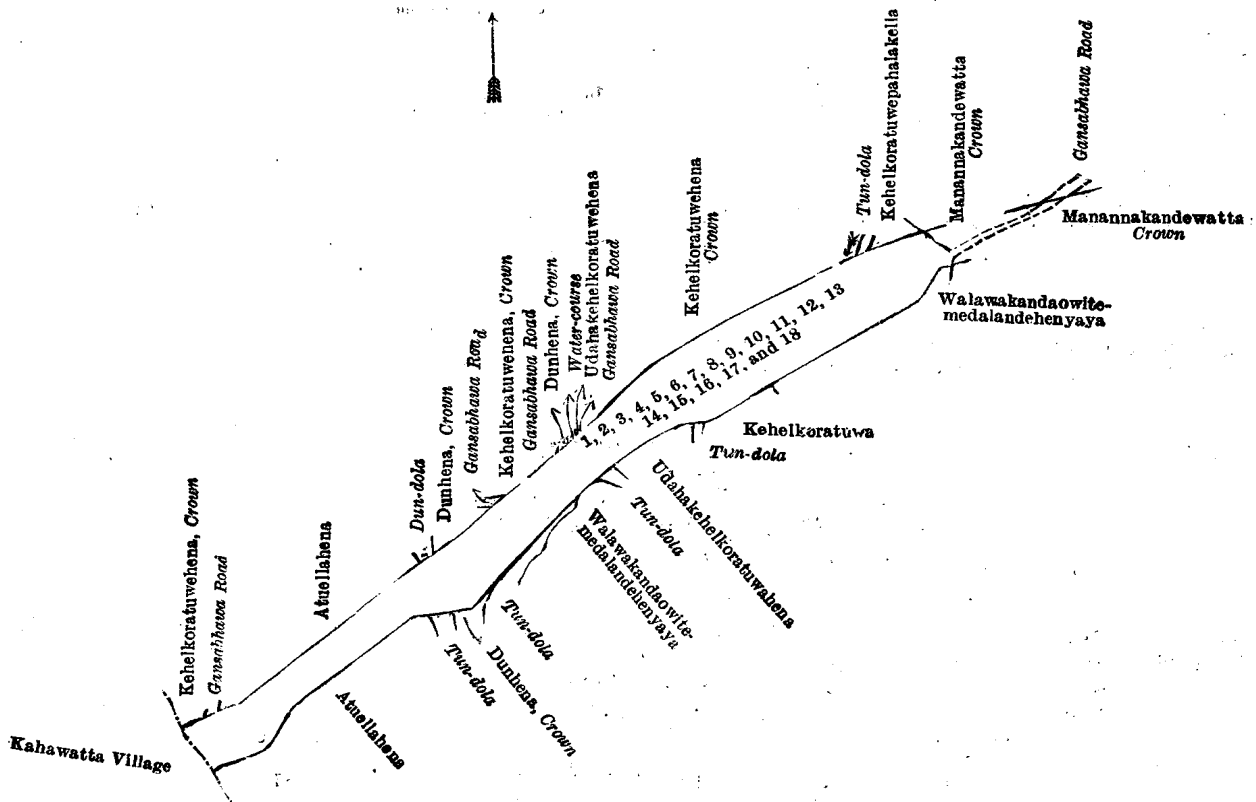 Kehelkoratuwehena, Crown
Gansabhawa Road
Atuellahena
Dun-dola
Dunhena, Crown
Gansabhawa Road
Kehelkoratuwenena, Crown
Gansabhawa Road
Dunhena, Crown
Water-course
Udahakehelkoratuwehena
Gansabhawa Road
Kehelkoratuwehena
Crown
Tun-dola
Kehelkoratuwepahalakella
Manannakandewatta
Crown
Gansabhawa Road
Manannakandewatta
Crown
Walawakandaowite-
medalandehenyaya
1, 2, 3, 4, 5, 6, 7, 8, 9, 10, 11, 12, 13
14, 15, 16, 17, and 18
Kehelkoratuwa
Tun-dola
Udahakehelkoratuwahena
Tun-dola
Walawakandaowite-
medalandehenyaya
Tun-dola
Dunhena, Crown
Tun-dola
Atuellahena
Kahawatta Village